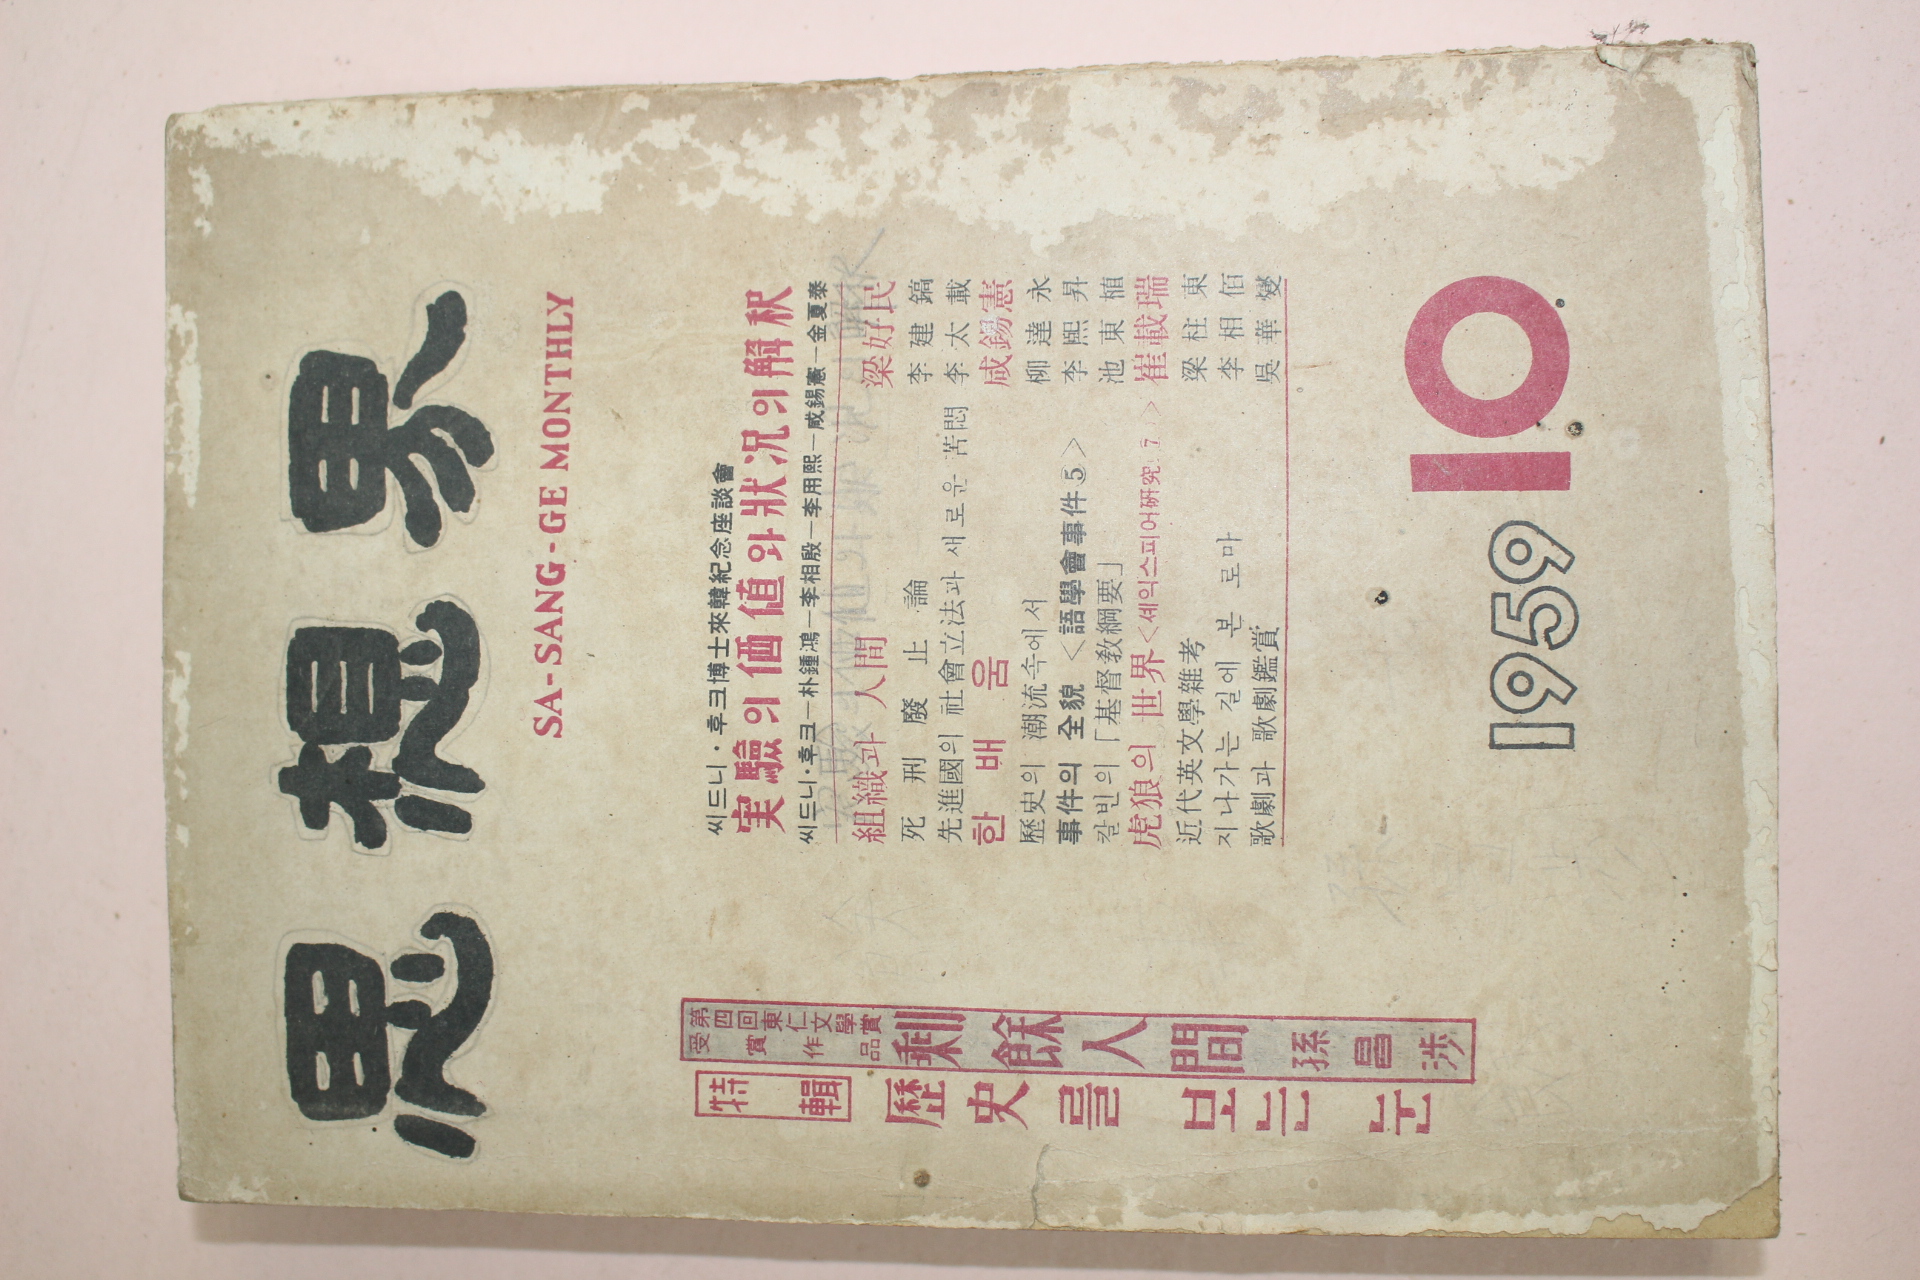 思想界
SA-SANG-GE MONTHLY
씨드니·후크博士來韓紀念座談會
実驗의 価値와 狀況의 解釈
씨드니·후크—朴鍾鴻—李相殷—李用熙—咸錫憲—金夏泰
組織과 人間 梁好民
死刑廢止論 李建鎬
先進國의 社會立法과 새로운 苦悶 李太載
한 배움 咸錫憲
歷史의 潮流속에서 柳達永
事件의 全貌 <語學會事件⑤> 李熙昇
칼빈의「基督敎綱要」 池東植
虎狼의 世界<셰익스피어硏究 7> 崔載瑞
近代英文學雜考 梁柱東
지나가는 길에 본 로마 李相佰
歌劇과 歌劇鑑賞 吳華燮
第四回東仁文學賞
受賞作品
剩餘人間
孫昌涉
特輯
歷史를 보는 눈
1959
10